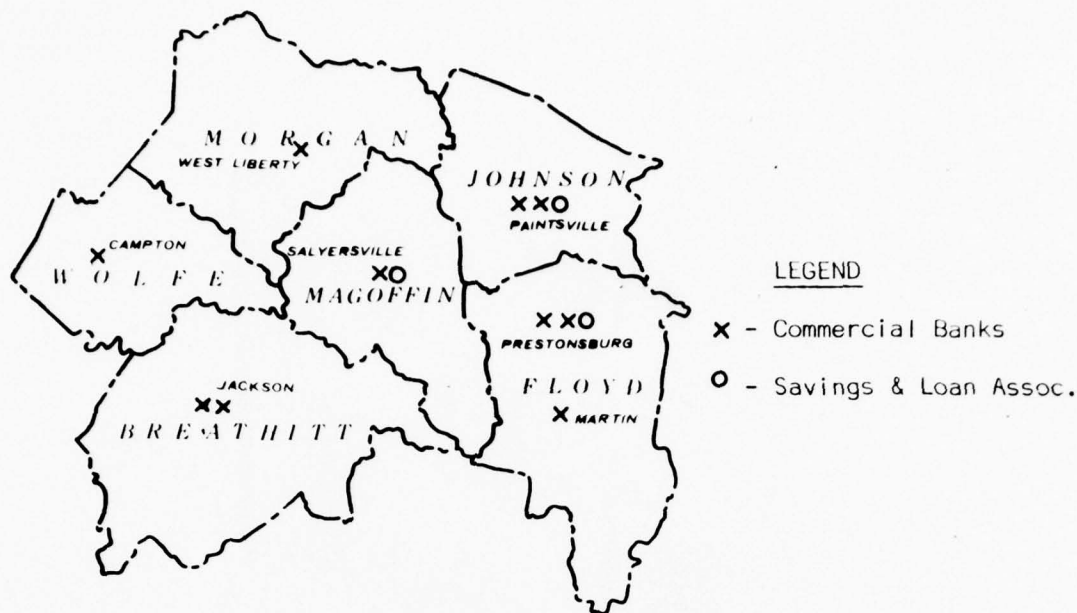 MORGAN
WEST LIBERTY
JOHNSON
PAINTSVILLE
CAMPTON
WOLFE
SALYERSVILLE
MAGOFFIN
PRESTONSBURG
FLOYD
MARTIN
JACKSON
BREATHITT
LEGEND
X - Commercial Banks
O - Savings & Loan Assoc.